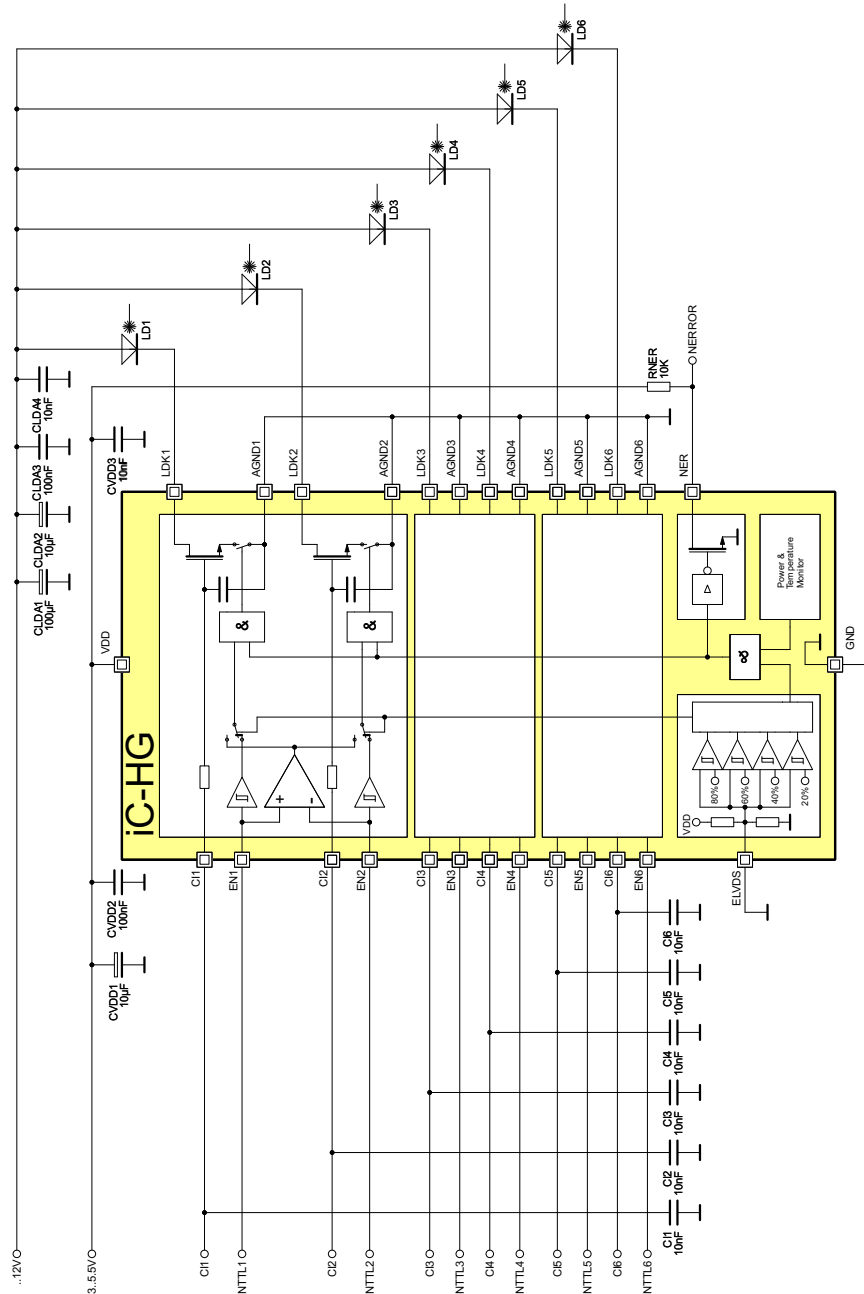 ..12V
3..5.5V
CI1
NTTL1
CI2
NTTL2
CI3
NTTL3
CI4
NTTL4
CI5
NTTL5
CI6
NTTL6
CI1
10nF
CI2
10nF
CI3
10nF
CI4
10nF
CI5
10nF
CI6
10nF
CVDD1
10µF
CVDD2
100nF
CVDD3
10nF
CLDA1
100µF
CLDA2
10µF
CLDA3
100nF
CLDA4
10nF
iC-HG
VDD
CI1
EN1
CI2
EN2
CI3
EN3
CI4
EN4
CI5
EN5
CI6
EN6
ELVDS
+
-
&
&
&
VDD
80%
60%
40%
20%
Power &
Temperature
Monitor
GND
LDK1
AGND1
LDK2
AGND2
LDK3
AGND3
LDK4
AGND4
LDK5
AGND5
LDK6
AGND6
NER
RNER
10K
NERROR
LD1
LD2
LD3
LD4
LD5
LD6